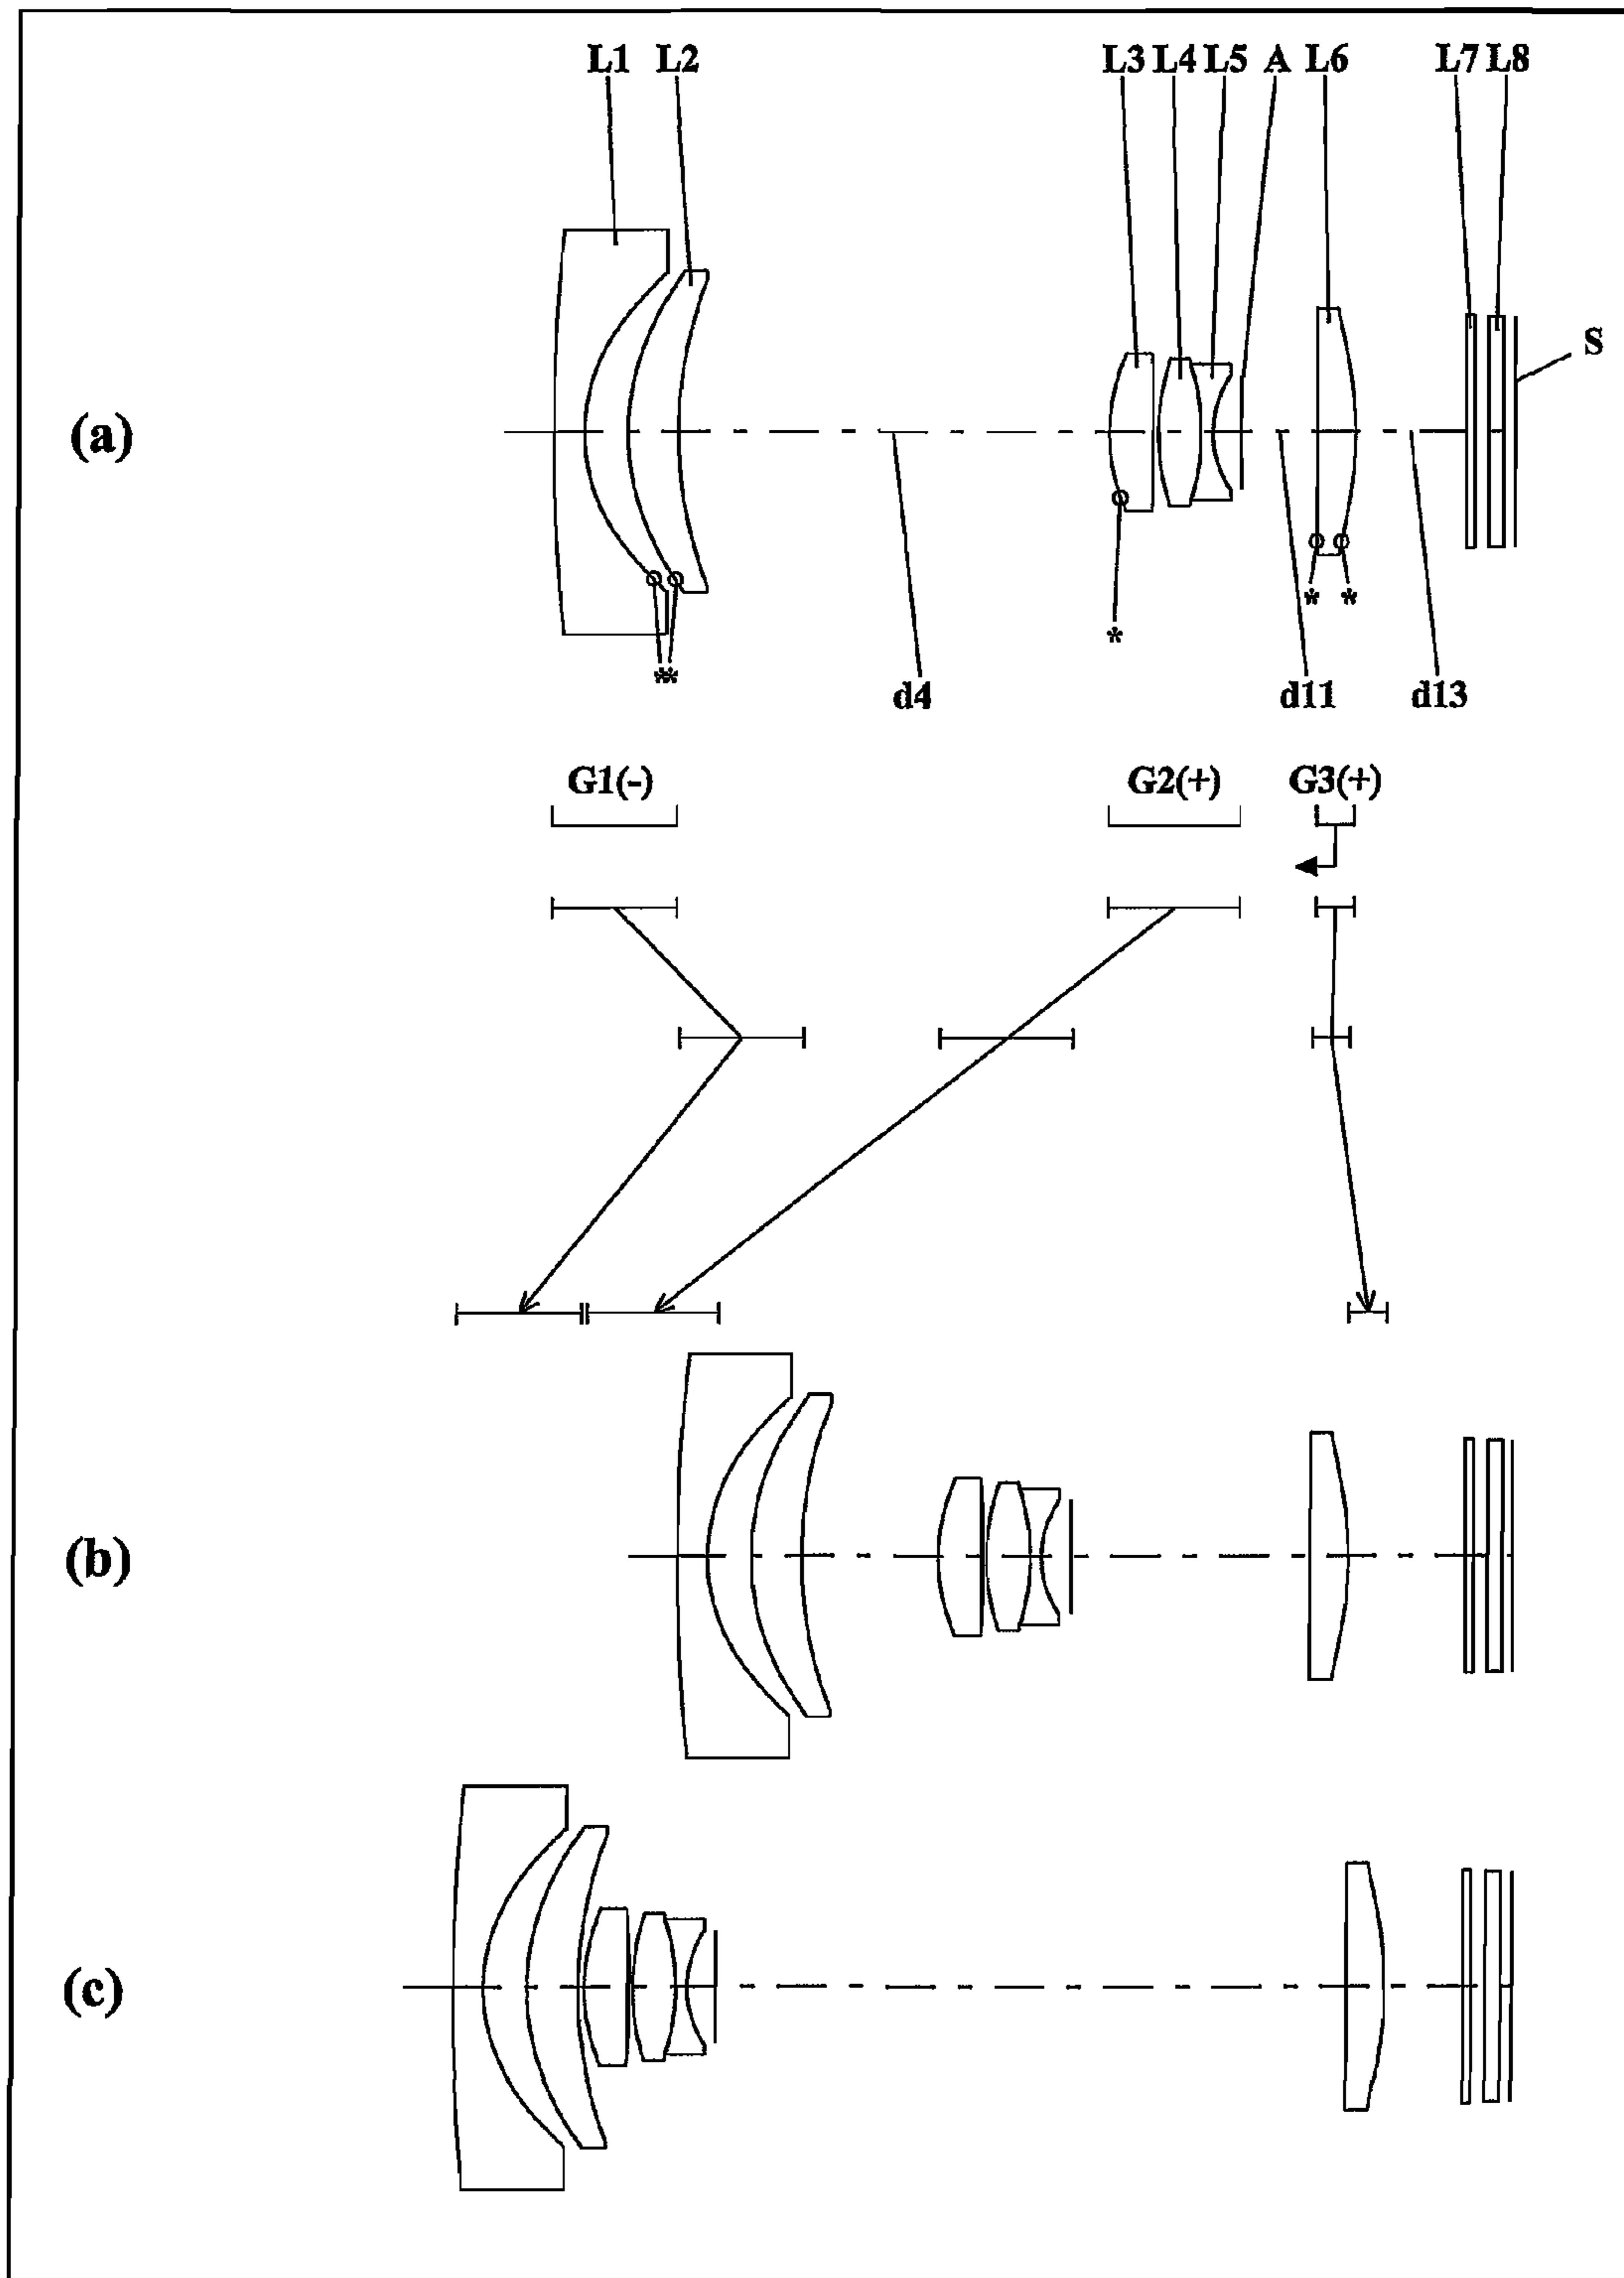 L1 L2 L3 L4 L5 A L6 L7 L8
S
(a)
* *
*
**
d4 d11 d13
G1(-) G2(+) G3(+)
(b)
(c)